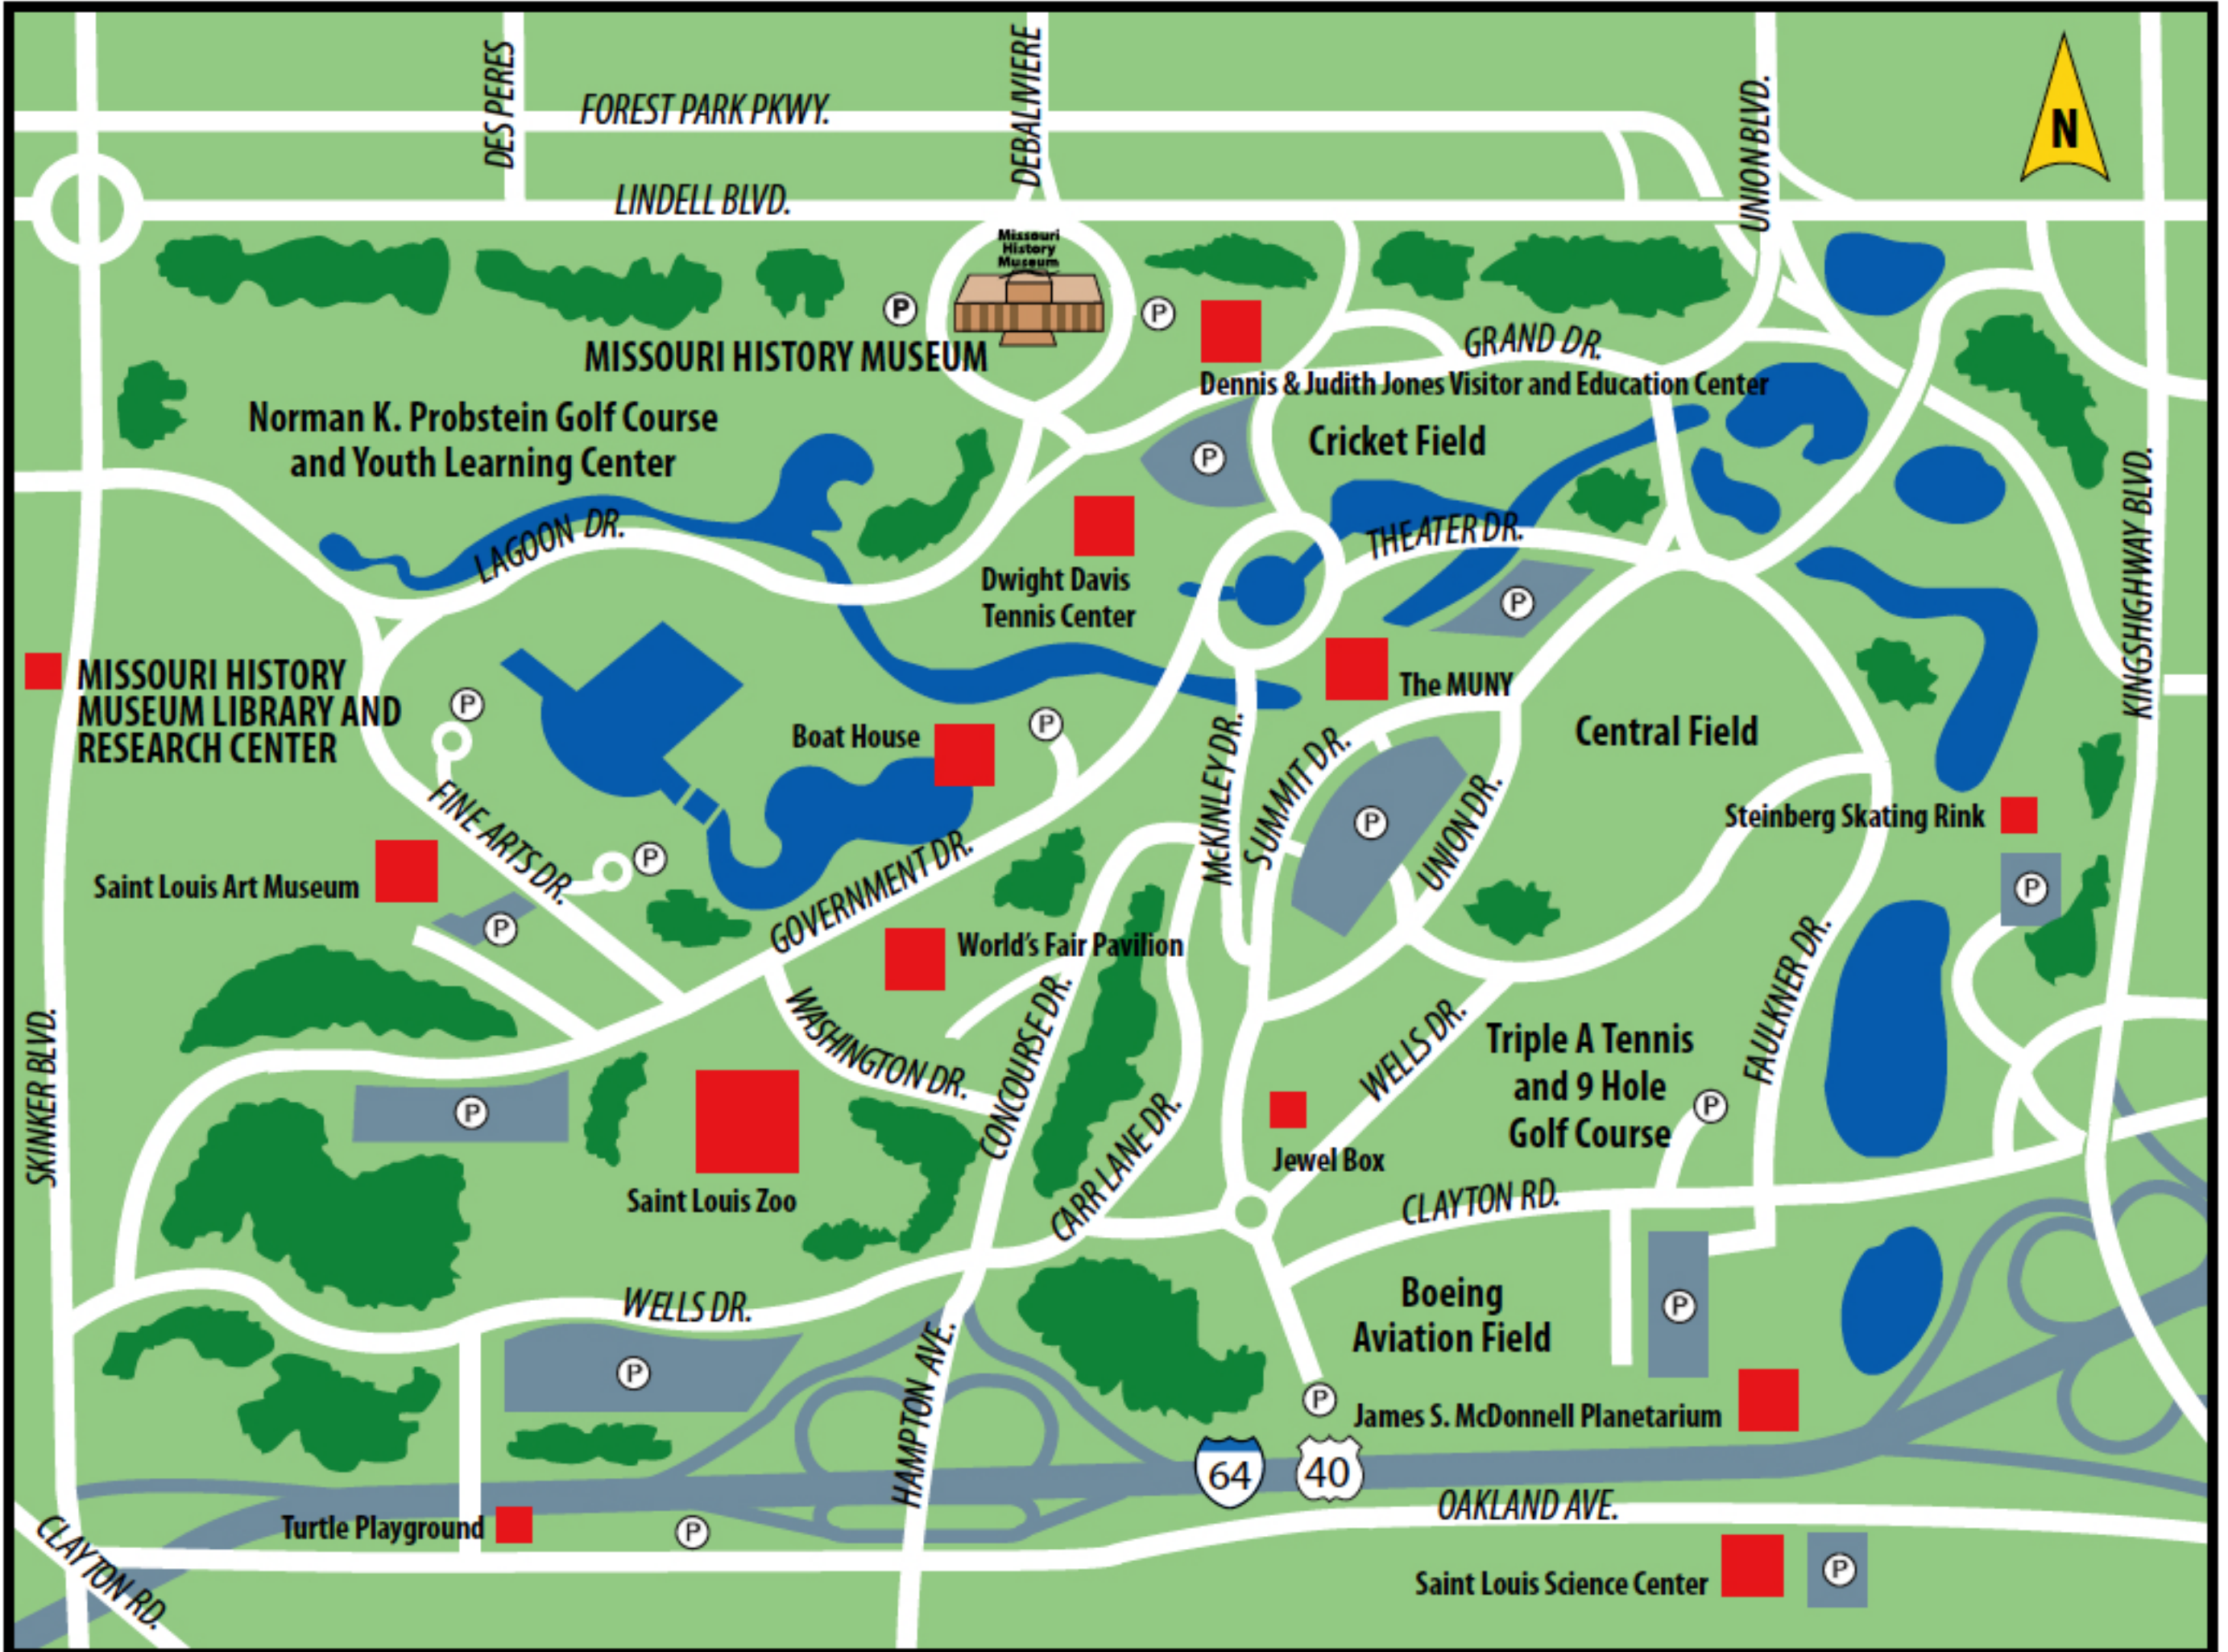 DES PERES
DEBALIVIERE
UNION BLVD.
N
FOREST PARK PKWY.
LINDELL BLVD.
Missouri
History
Museum
P
P
MISSOURI HISTORY MUSEUM
GRAND DR.
Dennis & Judith Jones Visitor and Education Center
Norman K. Probstein Golf Course
and Youth Learning Center
Cricket Field
P
LAGOON DR.
THEATER DR.
KINGSHIGHWAY BLVD.
Dwight Davis
Tennis Center
P
MISSOURI HISTORY
MUSEUM LIBRARY AND
RESEARCH CENTER
The MUNY
P
P
Boat House
Central Field
McKINLEY DR.
SUMMIT DR.
P
UNION DR.
Steinberg Skating Rink
FINE ARTS DR.
P
Saint Louis Art Museum
P
GOVERNMENT DR.
P
World's Fair Pavilion
WASHINGTON DR.
CONCOURSE DR.
WELLS DR.
Triple A Tennis
and 9 Hole
Golf Course
FAULKNER DR.
P
SKINKER BLVD.
P
Saint Louis Zoo
CARR LANE DR.
Jewel Box
CLAYTON RD.
WELLS DR.
Boeing
Aviation Field
P
P
HAMPTON AVE.
P
James S. McDonnell Planetarium
64
40
OAKLAND AVE.
Turtle Playground
P
CLAYTON RD.
Saint Louis Science Center
P